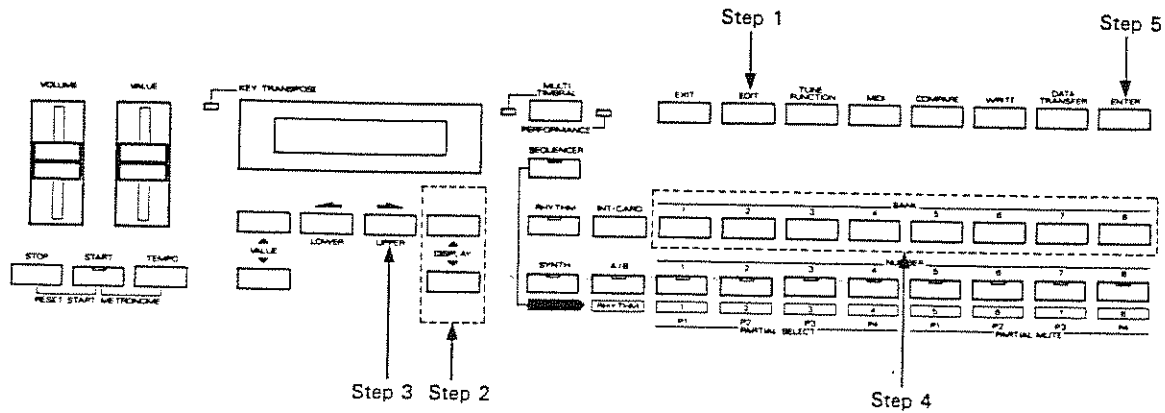 Step 1
Step 5
VOLUME
VALUE
KEY TRANSPOSE
MULTI TIMBRAL
PERFORMANCE
EXIT
EDIT
TUNE FUNCTION
MIDI
COMPARE
WRITE
DATA TRANSFER
ENTER
SEQUENCER
RHYTHM
INT·CARD
BANK
1 2 3 4 5 6 7 8
LOWER
UPPER
VALUE
DISPLAY
STOP
START
TEMPO
RESET START
METRONOME
SYNTH
A/B
NUMBER
1 2 3 4 5 6 7 8
RHYTHM
1 2 3 4 5 6 7 8
P1 P2 P3 P4 P1 P2 P3 P4
PARTIAL SELECT
PARTIAL MUTE
Step 3
Step 2
Step 4